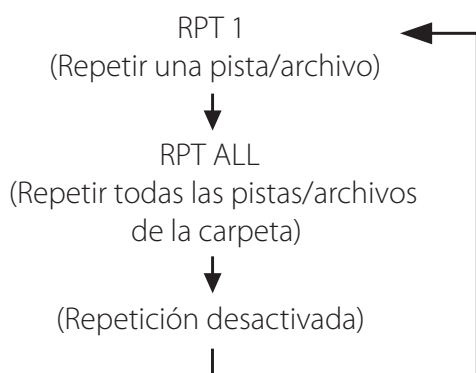 RPT 1
(Repetir una pista/archivo)
RPT ALL
(Repetir todas las pistas/archivos
de la carpeta)
(Repetición desactivada)